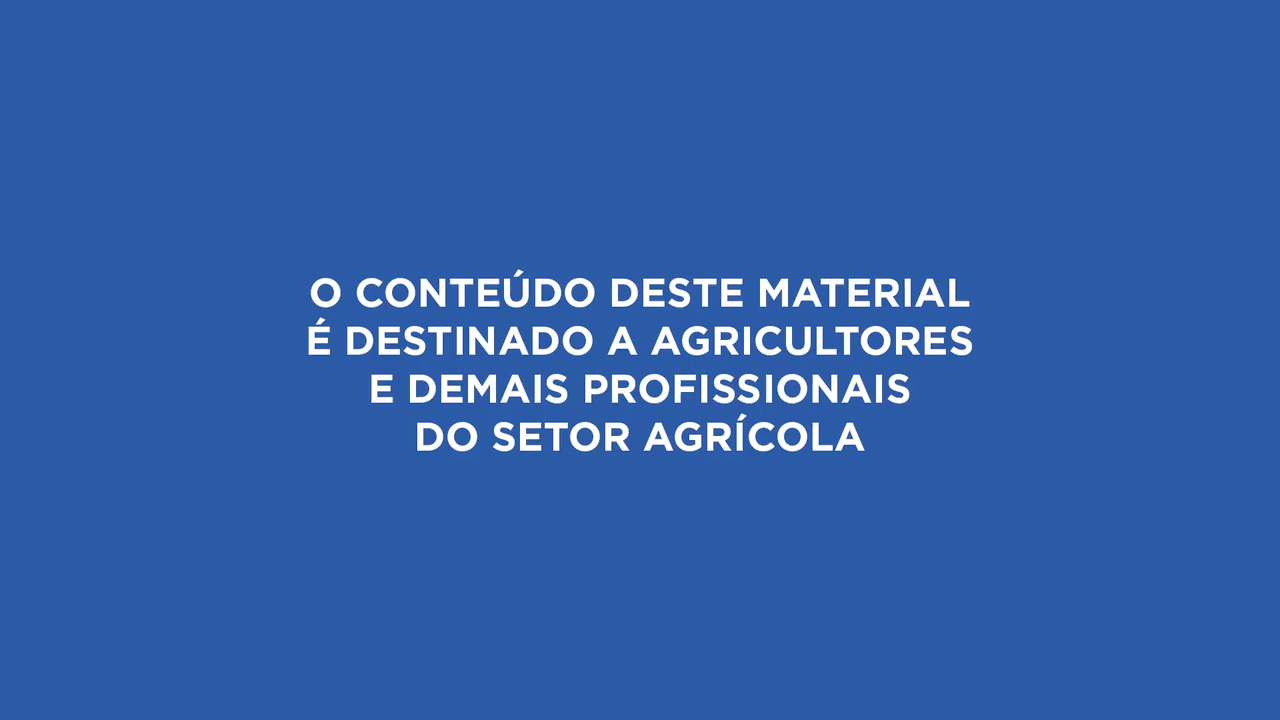 O CONTEÚDO DESTE MATERIAL
É DESTINADO A AGRICULTORES
E DEMAIS PROFISSIONAIS
DO SETOR AGRÍCOLA